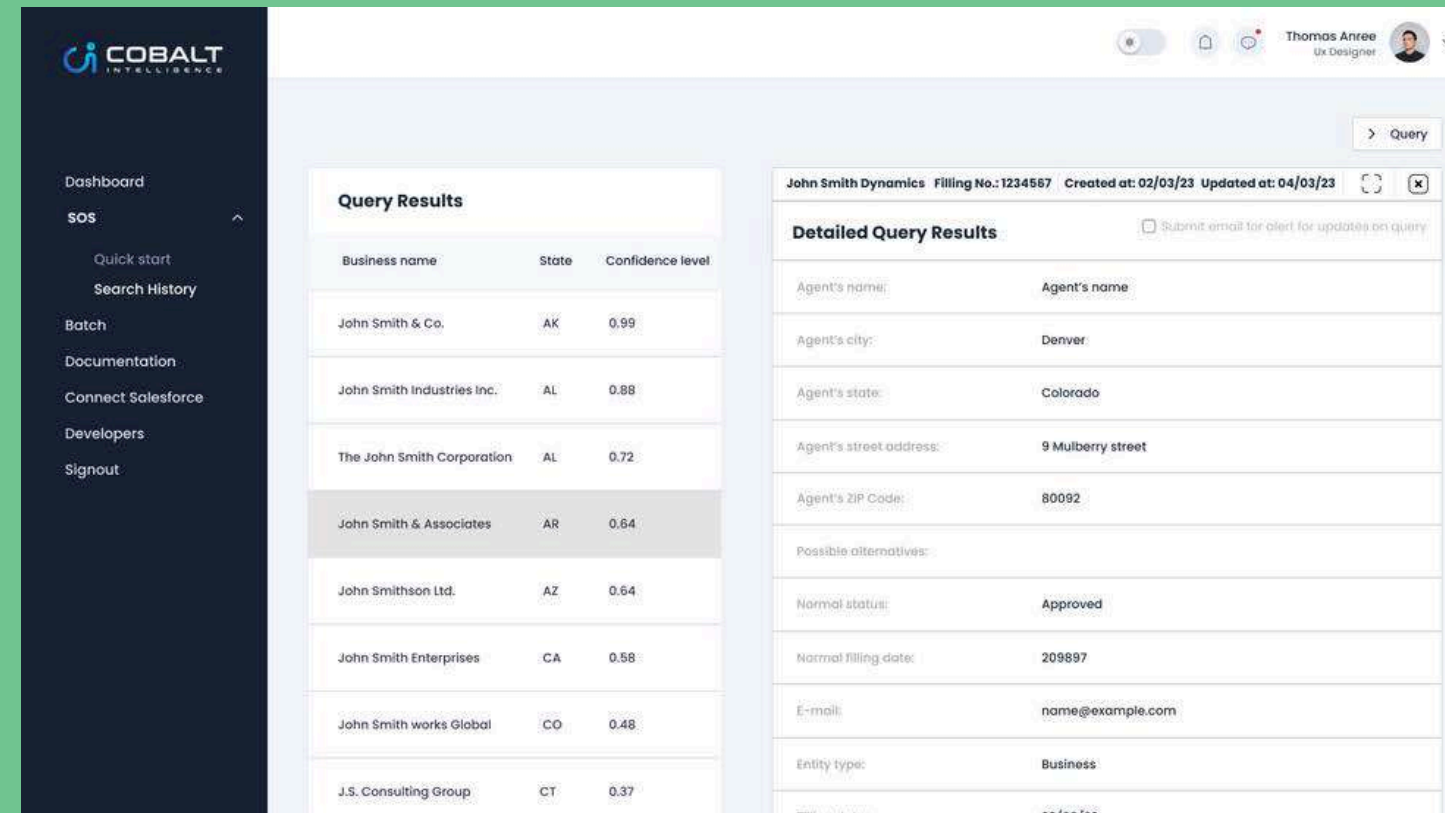 COBALT
INTELLIGENCE
Thomas Anree
Ux Designer
> Query
Dashboard
SOS
Quick start
Search History
Batch
Documentation
Connect Salesforce
Developers
Signout
Query Results
Business name State Confidence level
John Smith & Co. AK 0.99
John Smith Industries Inc. AL 0.88
The John Smith Corporation AL 0.72
John Smith & Associates AR 0.64
John Smithson Ltd. AZ 0.64
John Smith Enterprises CA 0.58
John Smith works Global CO 0.48
J.S. Consulting Group CT 0.37
John Smith Dynamics Filling No.: 1234567 Created at: 02/03/23 Updated at: 04/03/23
Detailed Query Results
Submit email for alert for updates on query
Agent's name: Agent's name
Agent's city: Denver
Agent's state: Colorado
Agent's street address: 9 Mulberry street
Agent's ZIP Code: 80092
Possible alternatives:
Normal status: Approved
Normal filling date: 209897
E-mail: name@example.com
Entity type: Business